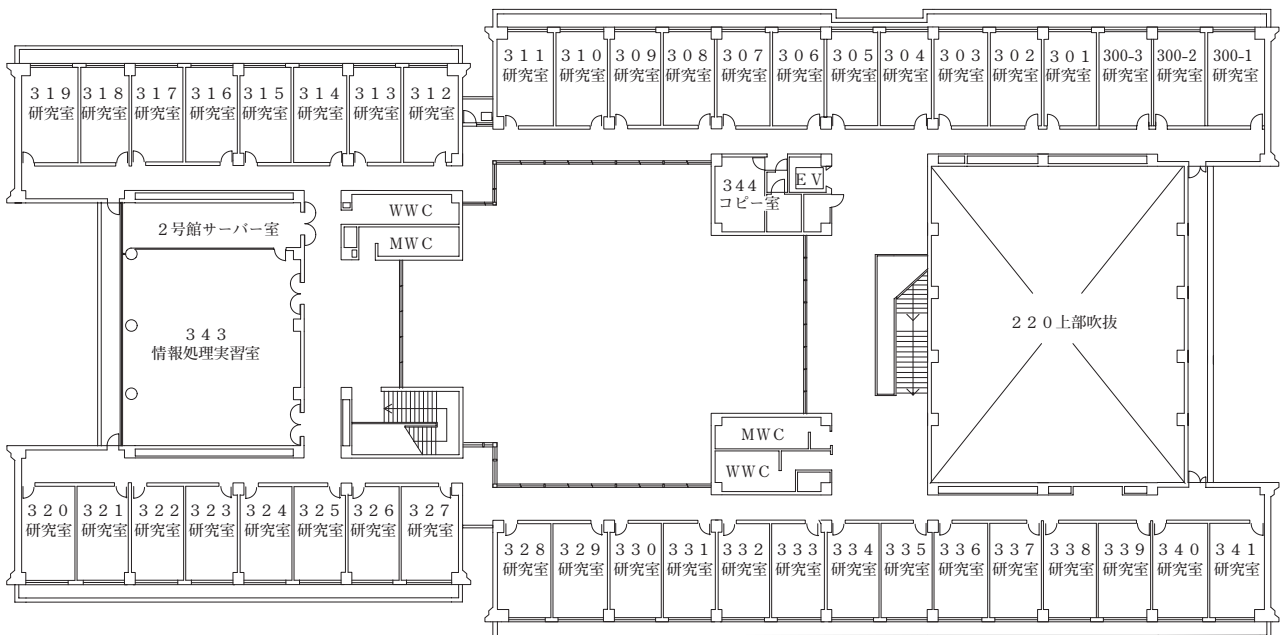 ３１１
研究室
３１０
研究室
３０９
研究室
３０８
研究室
３０７
研究室
３０６
研究室
３０５
研究室
３０４
研究室
３０３
研究室
３０２
研究室
３０１
研究室
300-3
研究室
300-2
研究室
300-1
研究室
３１９
研究室
３１８
研究室
３１７
研究室
３１６
研究室
３１５
研究室
３１４
研究室
３１３
研究室
３１２
研究室
３４４
コピー室
ＥＶ
ＷＷＣ
ＭＷＣ
２号館サーバー室
３４３
情報処理実習室
２２０上部吹抜
ＭＷＣ
ＷＷＣ
３２０
研究室
３２１
研究室
３２２
研究室
３２３
研究室
３２４
研究室
３２５
研究室
３２６
研究室
３２７
研究室
３２８
研究室
３２９
研究室
３３０
研究室
３３１
研究室
３３２
研究室
３３３
研究室
３３４
研究室
３３５
研究室
３３６
研究室
３３７
研究室
３３８
研究室
３３９
研究室
３４０
研究室
３４１
研究室